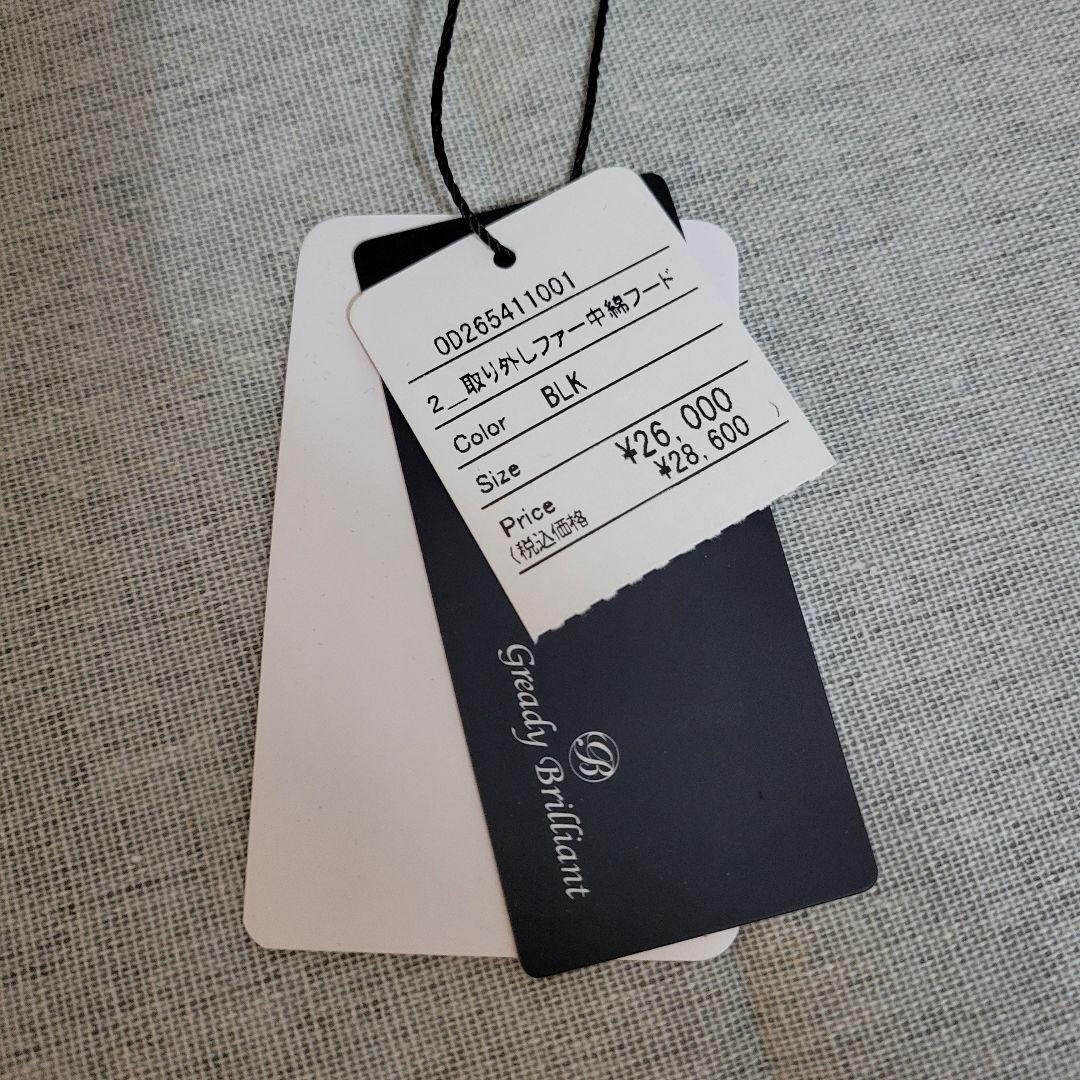 OD265411001
2_取り外しファー中綿フード
Color BLK
Size
Price ¥26,000
(税込価格 ¥28,600 )
B
Gready Brilliant